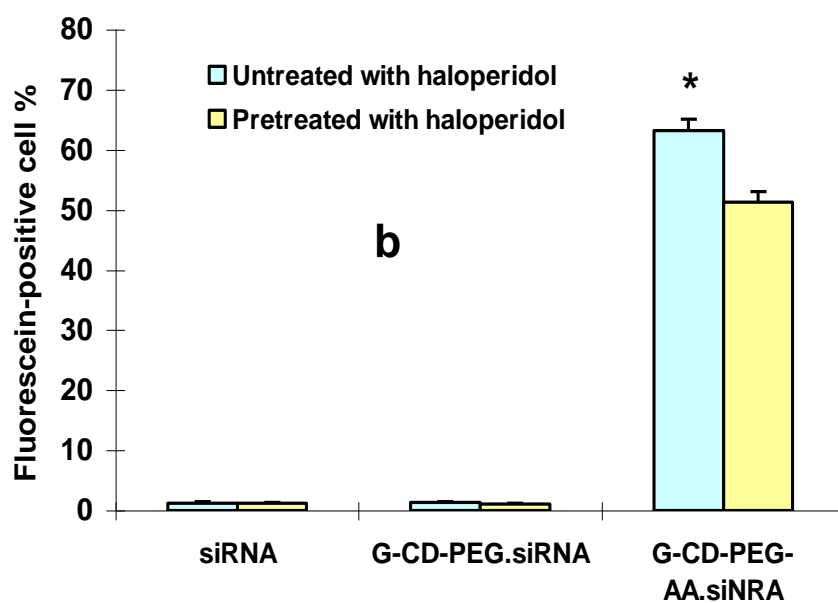 80
70
60
50
40
30
20
10
0
Fluorescein-positive cell %
Untreated with haloperidol
Pretreated with haloperidol
*
b
siRNA
G-CD-PEG.siRNA
G-CD-PEG-
AA.siNRA